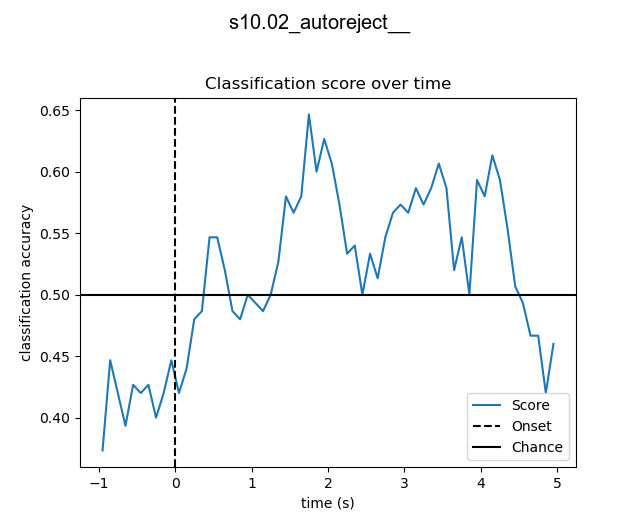 s10.02_autoreject__
Classification score over time
classification accuracy
0.65
0.60
0.55
0.50
0.45
0.40
−1
0
1
2
3
4
5
time (s)
Score
Onset
Chance